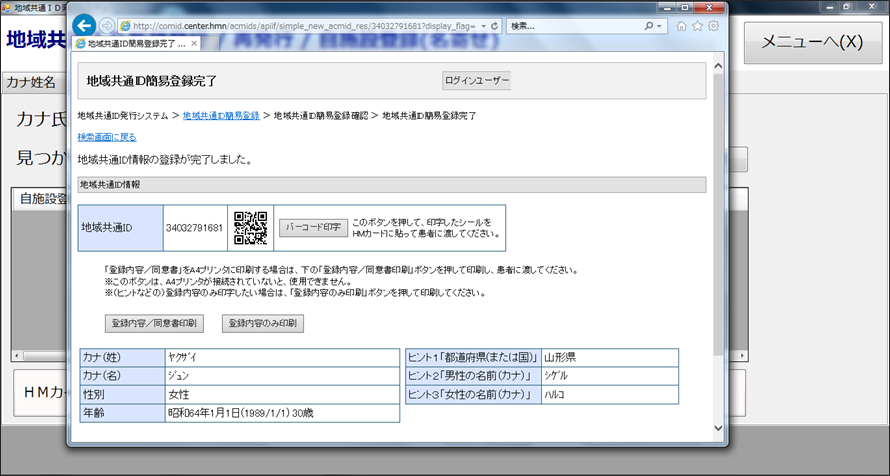 地域共通ID発
http://comid.center.hmn/acmids/apiif/simple_new_acmid_res/34032791681?display_flag=
検索...
地域共通ID簡易登録完了 ...
地域共
再発行 / 自施設登録(名寄せ)
メニューへ(X)
カナ姓名
カナ氏
見つか
自施設登
HMカ
地域共通ID簡易登録完了
ログインユーザー
地域共通ID発行システム > 地域共通ID簡易登録 > 地域共通ID簡易登録確認 > 地域共通ID簡易登録完了
検索画面に戻る
地域共通ID情報の登録が完了しました。
地域共通ID情報
地域共通ID 34032791681 バーコード印字 このボタンを押して、印字したシールを
HMカードに貼って患者に渡してください。
「登録内容/同意書」をA4プリンタに印刷する場合は、下の「登録内容/同意書印刷」ボタンを押して印刷し、患者に渡してください。
※このボタンは、A4プリンタが接続されていないと、使用できません。
※(ヒントなどの)登録内容のみ印字したい場合は、「登録内容のみ印刷」ボタンを押して印刷してください。
登録内容/同意書印刷 登録内容のみ印刷
カナ(姓) ヤクザイ ヒント1「都道府県(または国)」 山形県
カナ(名) ジュン ヒント2「男性の名前(カナ)」 シゲル
性別 女性 ヒント3「女性の名前(カナ)」 ハルコ
年齢 昭和64年1月1日(1989/1/1) 30歳